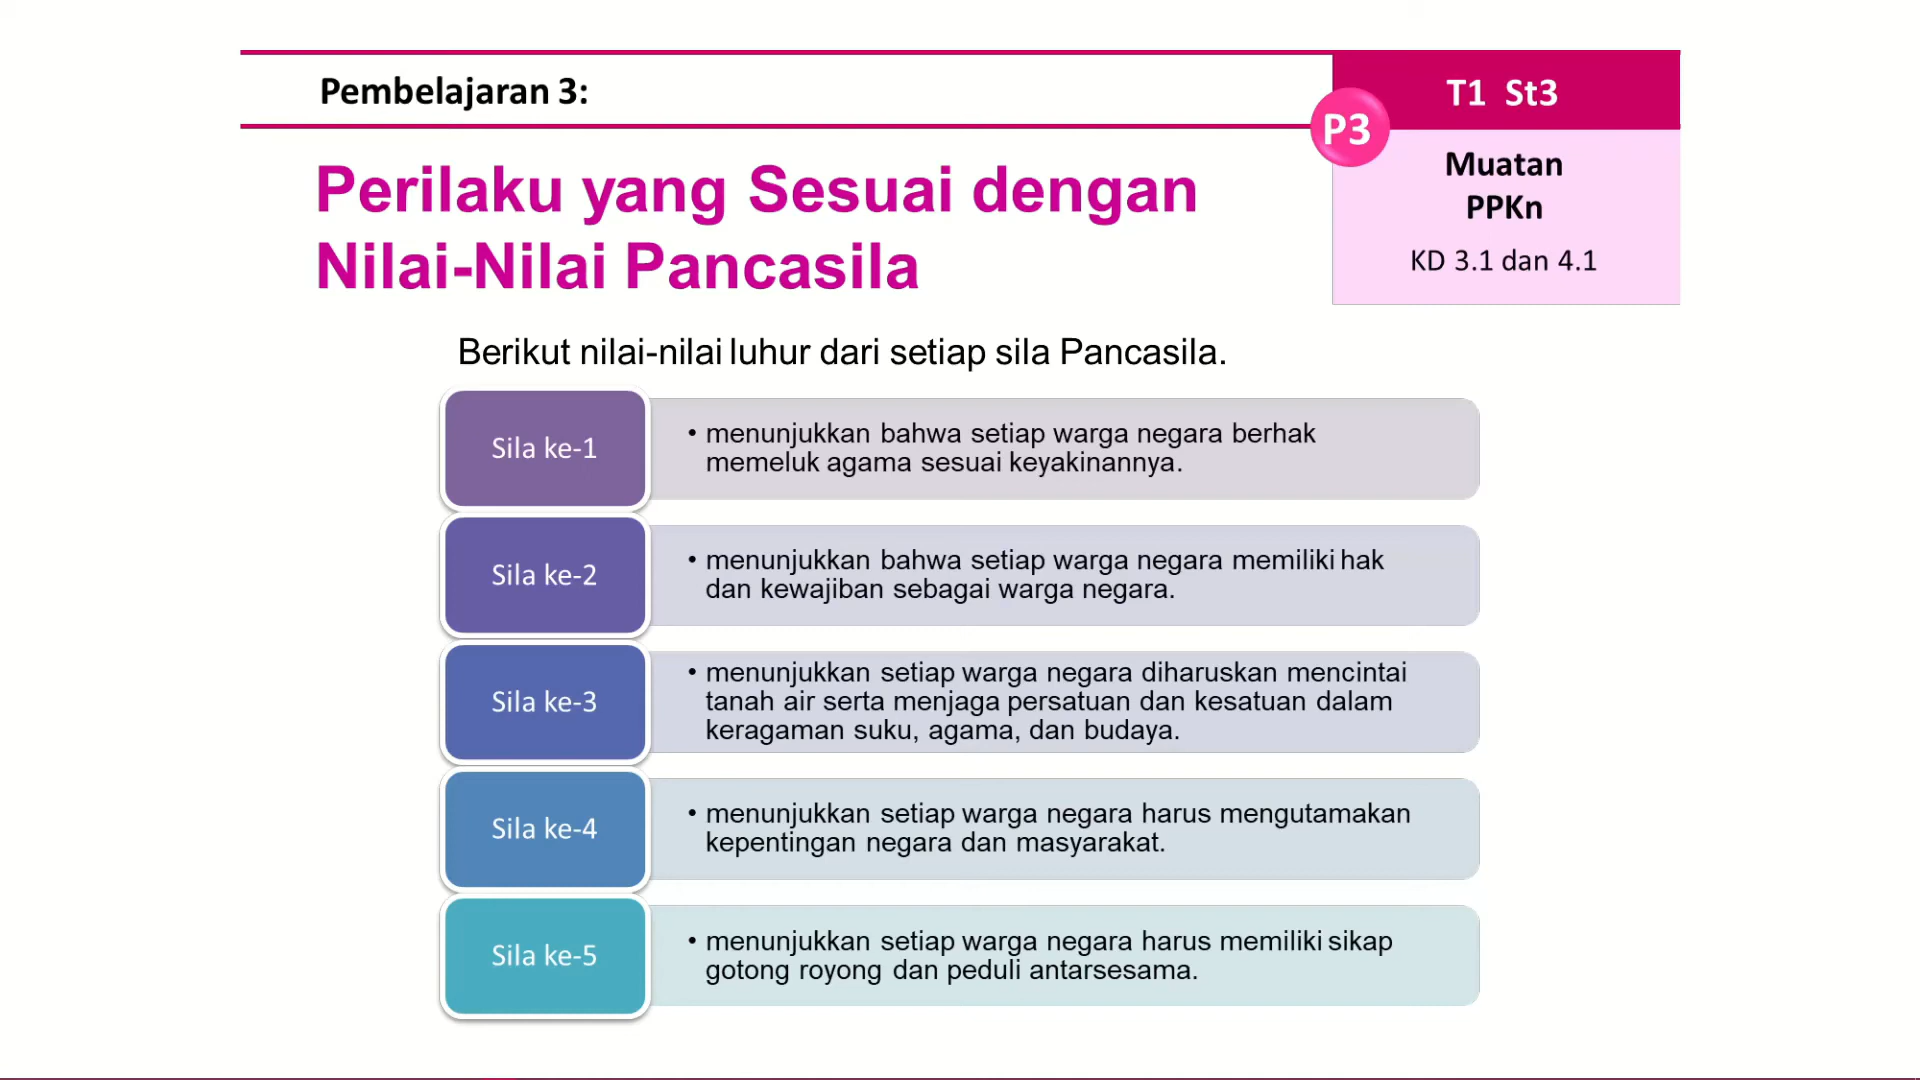 Pembelajaran 3:
T1 St3
P3
Muatan
PPKn
KD 3.1 dan 4.1
Perilaku yang Sesuai dengan
Nilai-Nilai Pancasila
Berikut nilai-nilai luhur dari setiap sila Pancasila.
Sila ke-1
• menunjukkan bahwa setiap warga negara berhak
memeluk agama sesuai keyakinannya.
Sila ke-2
• menunjukkan bahwa setiap warga negara memiliki hak
dan kewajiban sebagai warga negara.
Sila ke-3
• menunjukkan setiap warga negara diharuskan mencintai
tanah air serta menjaga persatuan dan kesatuan dalam
keragaman suku, agama, dan budaya.
Sila ke-4
• menunjukkan setiap warga negara harus mengutamakan
kepentingan negara dan masyarakat.
Sila ke-5
• menunjukkan setiap warga negara harus memiliki sikap
gotong royong dan peduli antarsesama.